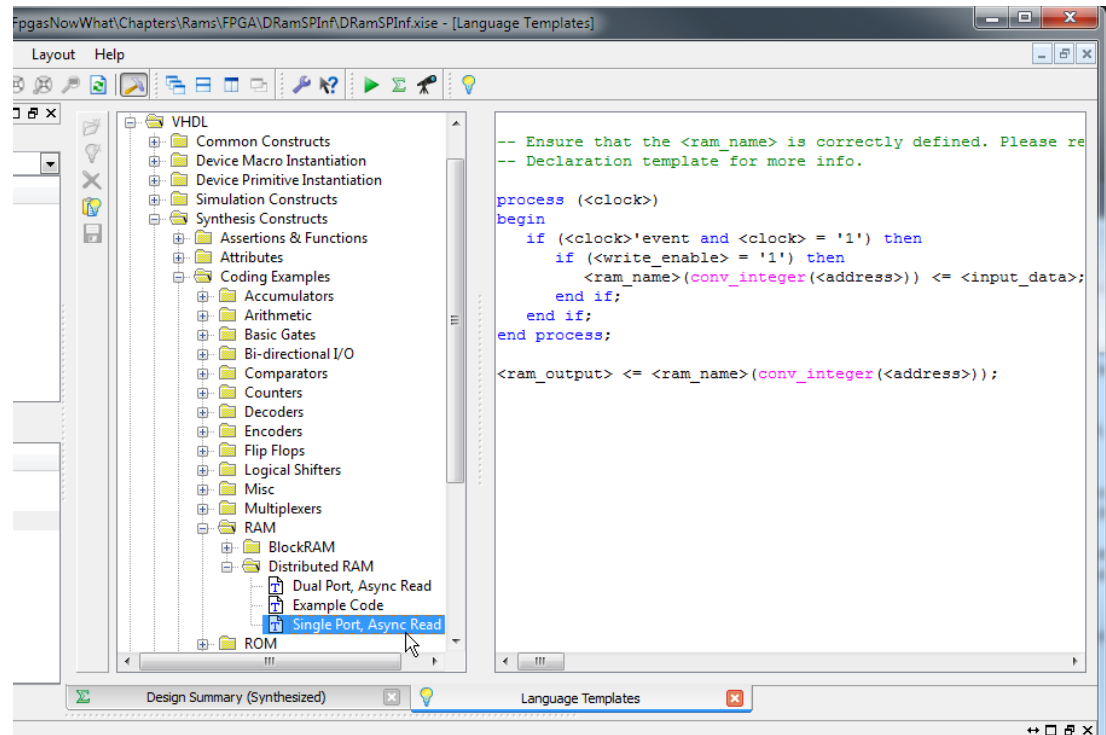 FpgasNowWhat\Chapters\Rams\FPGA\DRamSPInf\DRamSPInf.xise - [Language Templates]
Layout Help
VHDL
Common Constructs
Device Macro Instantiation
Device Primitive Instantiation
Simulation Constructs
Synthesis Constructs
Assertions & Functions
Attributes
Coding Examples
Accumulators
Arithmetic
Basic Gates
Bi-directional I/O
Comparators
Counters
Decoders
Encoders
Flip Flops
Logical Shifters
Misc
Multiplexers
RAM
BlockRAM
Distributed RAM
Dual Port, Async Read
Example Code
Single Port, Async Read
ROM
-- Ensure that the <ram_name> is correctly defined. Please re
-- Declaration template for more info.
process (<clock>)
begin
if (<clock>'event and <clock> = '1') then
if (<write_enable> = '1') then
<ram_name>(conv_integer(<address>)) <= <input_data>;
end if;
end if;
end process;
<ram_output> <= <ram_name>(conv_integer(<address>));
Design Summary (Synthesized)
Language Templates